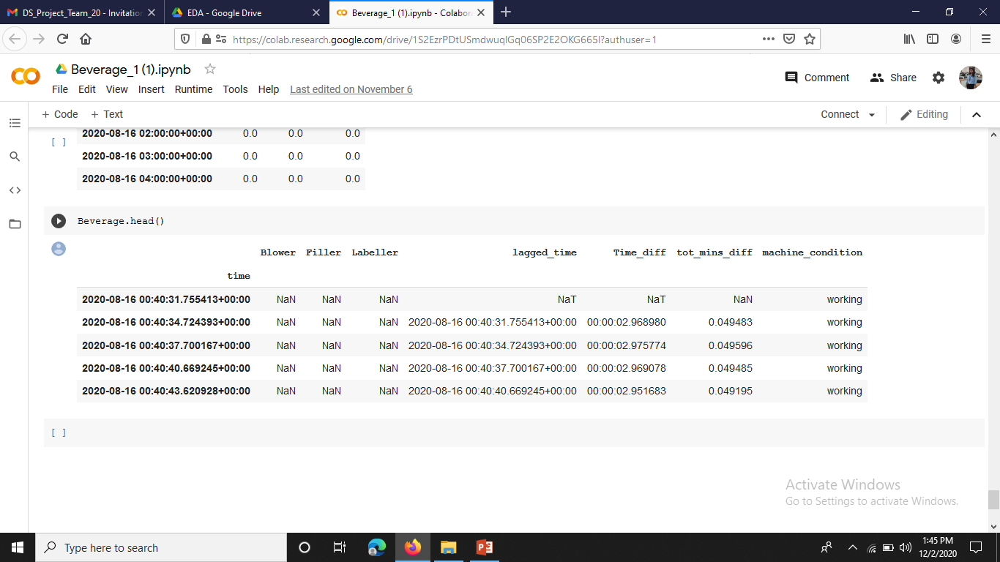 DS_Project_Team_20 - Invitation
EDA - Google Drive
Beverage_1 (1).ipynb - Colabora
https://colab.research.google.com/drive/1S2EzrPDtUSmdwuqlGq06SP2E2OKG665l?authuser=1
Beverage_1 (1).ipynb
Comment Share
File Edit View Insert Runtime Tools Help Last edited on November 6
+ Code + Text Connect Editing
[ ] 2020-08-16 02:00:00+00:00 0.0 0.0 0.0
2020-08-16 03:00:00+00:00 0.0 0.0 0.0
2020-08-16 04:00:00+00:00 0.0 0.0 0.0
Beverage.head()
Blower Filler Labeller lagged_time Time_diff tot_mins_diff machine_condition
time
2020-08-16 00:40:31.755413+00:00 NaN NaN NaN NaT NaT NaN working
2020-08-16 00:40:34.724393+00:00 NaN NaN NaN 2020-08-16 00:40:31.755413+00:00 00:00:02.968980 0.049483 working
2020-08-16 00:40:37.700167+00:00 NaN NaN NaN 2020-08-16 00:40:34.724393+00:00 00:00:02.975774 0.049596 working
2020-08-16 00:40:40.669245+00:00 NaN NaN NaN 2020-08-16 00:40:37.700167+00:00 00:00:02.969078 0.049485 working
2020-08-16 00:40:43.620928+00:00 NaN NaN NaN 2020-08-16 00:40:40.669245+00:00 00:00:02.951683 0.049195 working
[ ]
Activate Windows
Go to Settings to activate Windows.
Type here to search
1:45 PM
12/2/2020